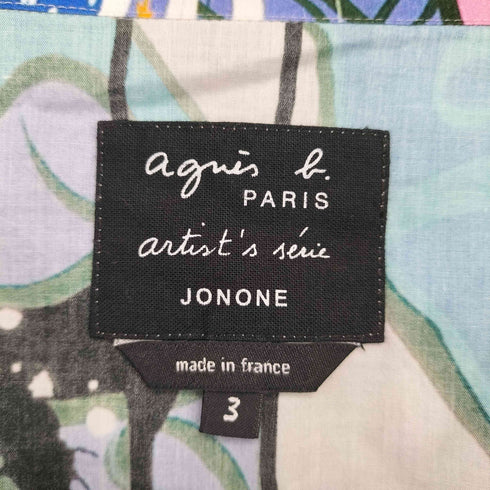 agnès b.
PARIS
artist's série
JONONE
made in france
3